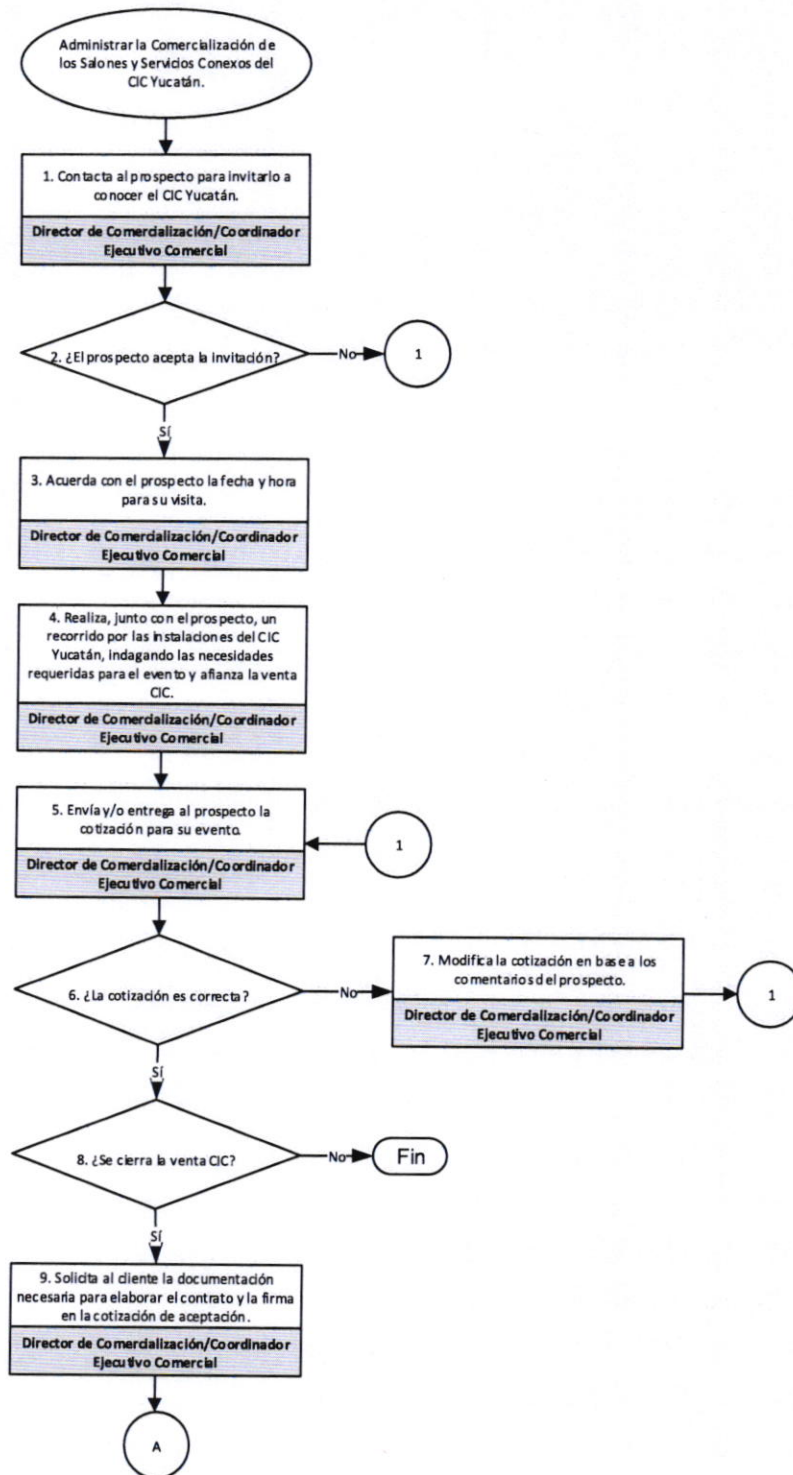 Administrar la Comercialización de
los Salones y Servicios Conexos del
CIC Yucatán.
1. Contacta al prospecto para invitarlo a
conocer el CIC Yucatán.
Director de Comercialización/Coordinador
Ejecutivo Comercial
2. ¿El prospecto acepta la invitación?
No
1
Sí
3. Acuerda con el prospecto la fecha y hora
para su visita.
Director de Comercialización/Coordinador
Ejecutivo Comercial
4. Realiza, junto con el prospecto, un
recorrido por las instalaciones del CIC
Yucatán, indagando las necesidades
requeridas para el evento y afianza la venta
CIC.
Director de Comercialización/Coordinador
Ejecutivo Comercial
5. Envía y/o entrega al prospecto la
cotización para su evento.
Director de Comercialización/Coordinador
Ejecutivo Comercial
1
6. ¿La cotización es correcta?
No
7. Modifica la cotización en base a los
comentarios del prospecto.
Director de Comercialización/Coordinador
Ejecutivo Comercial
1
Sí
8. ¿Se cierra la venta CIC?
No
Fin
Sí
9. Solicita al cliente la documentación
necesaria para elaborar el contrato y la firma
en la cotización de aceptación.
Director de Comercialización/Coordinador
Ejecutivo Comercial
A